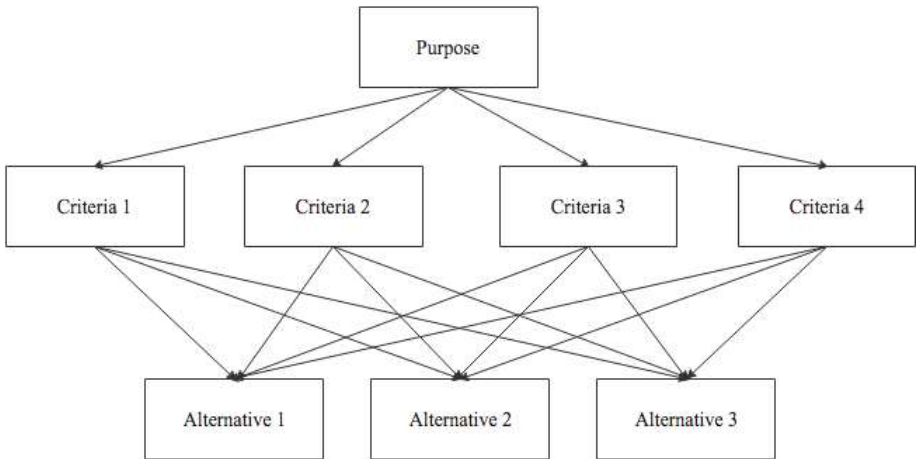 Purpose
Criteria 1
Criteria 2
Criteria 3
Criteria 4
Alternative 1
Alternative 2
Alternative 3